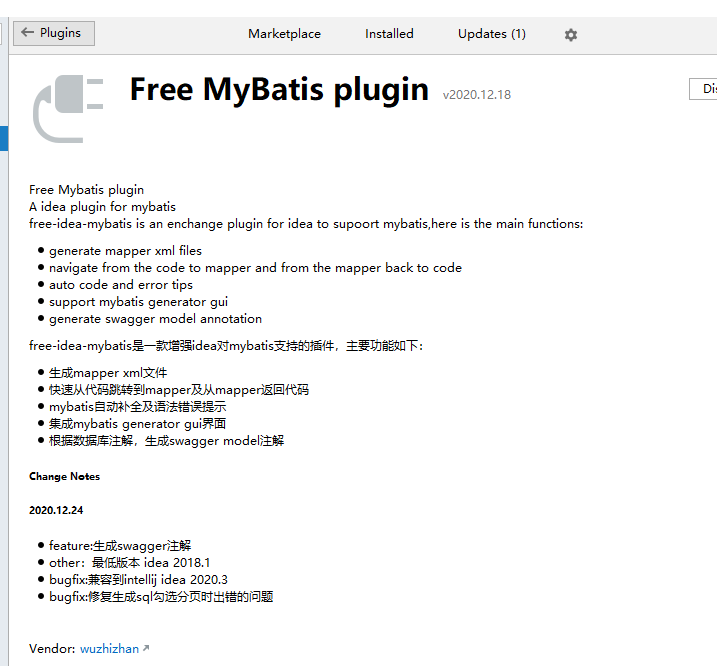 Plugins
Marketplace
Installed
Updates (1)
Free MyBatis plugin v2020.12.18
Free Mybatis plugin
A idea plugin for mybatis
free-idea-mybatis is an enchange plugin for idea to supoort mybatis,here is the main functions:
generate mapper xml files
navigate from the code to mapper and from the mapper back to code
auto code and error tips
support mybatis generator gui
generate swagger model annotation
free-idea-mybatis是一款增强idea对mybatis支持的插件，主要功能如下：
生成mapper xml文件
快速从代码跳转到mapper及从mapper返回代码
mybatis自动补全及语法错误提示
集成mybatis generator gui界面
根据数据库注解，生成swagger model注解
Change Notes
2020.12.24
feature:生成swagger注解
other：最低版本 idea 2018.1
bugfix:兼容到intellij idea 2020.3
bugfix:修复生成sql勾选分页时出错的问题
Vendor: wuzhizhan